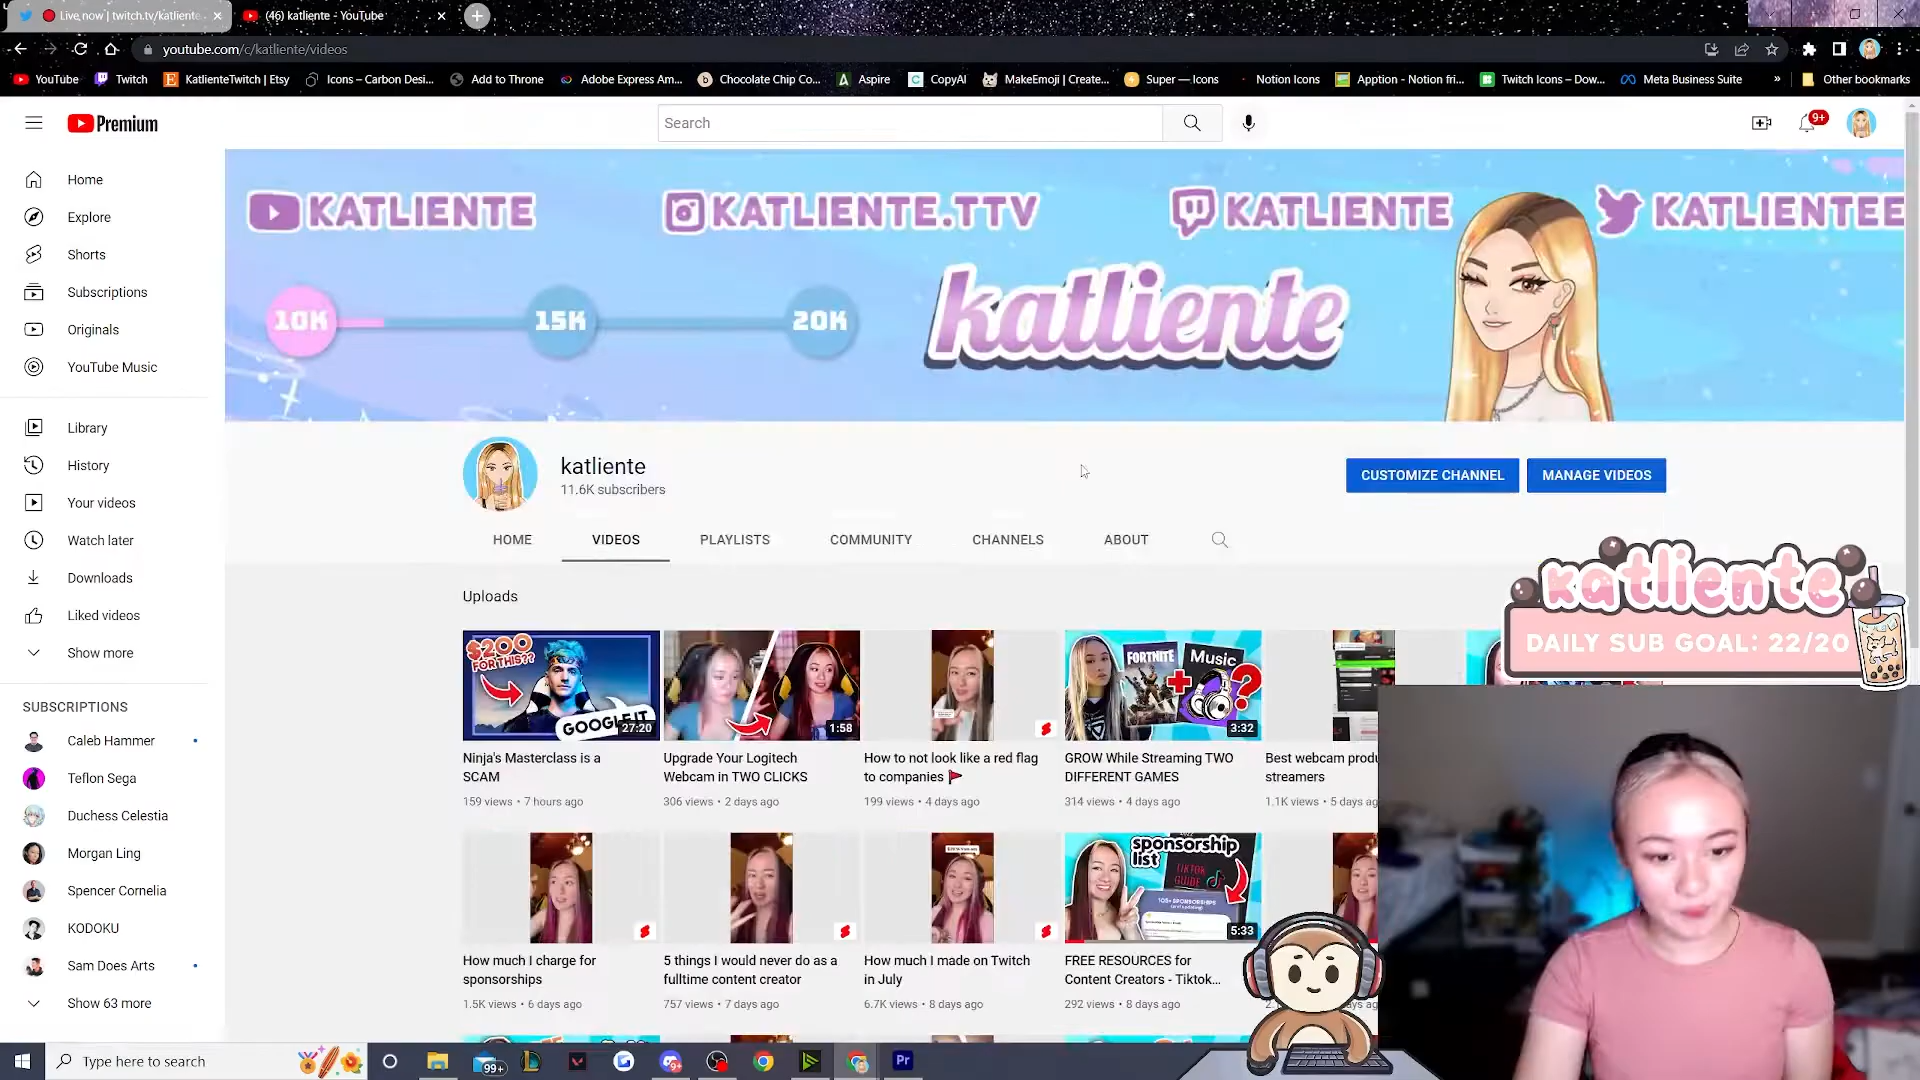 Live now | twitch.tv/katliente
(46) katliente - YouTube
youtube.com/c/katliente/videos
YouTube
Twitch
KatlienteTwitch | Etsy
Icons – Carbon Desi...
Add to Throne
Adobe Express Am...
Chocolate Chip Co...
Aspire
CopyAI
MakeEmoji | Create...
Super — Icons
Notion Icons
Apption - Notion fri...
Twitch Icons – Dow...
Meta Business Suite
»
Other bookmarks
Premium
Search
9+
Home
Explore
Shorts
Subscriptions
Originals
YouTube Music
Library
History
Your videos
Watch later
Downloads
Liked videos
Show more
SUBSCRIPTIONS
Caleb Hammer
Teflon Sega
Duchess Celestia
Morgan Ling
Spencer Cornelia
KODOKU
Sam Does Arts
Show 63 more
KATLIENTE
KATLIENTE.TTV
KATLIENTE
KATLIENTEE
10K
15K
20K
katliente
katliente
11.6K subscribers
CUSTOMIZE CHANNEL
MANAGE VIDEOS
HOME
VIDEOS
PLAYLISTS
COMMUNITY
CHANNELS
ABOUT
Uploads
$200
FOR THIS??
GOOGLE IT
27:20
Ninja's Masterclass is a
SCAM
159 views • 7 hours ago
1:58
Upgrade Your Logitech
Webcam in TWO CLICKS
306 views • 2 days ago
How to not look like a red flag
to companies 🚩
199 views • 4 days ago
FORTNITE
Music
3:32
GROW While Streaming TWO
DIFFERENT GAMES
314 views • 4 days ago
Best webcam produ
streamers
1.1K views • 5 days ag
How much I charge for
sponsorships
1.5K views • 6 days ago
5 things I would never do as a
fulltime content creator
757 views • 7 days ago
How much I made on Twitch
in July
6.7K views • 8 days ago
sponsorship
list
TIKTOK
GUIDE
5:33
FREE RESOURCES for
Content Creators - Tiktok...
292 views • 8 days ago
katliente
DAILY SUB GOAL: 22/20
Type here to search
99+
9+
Pr